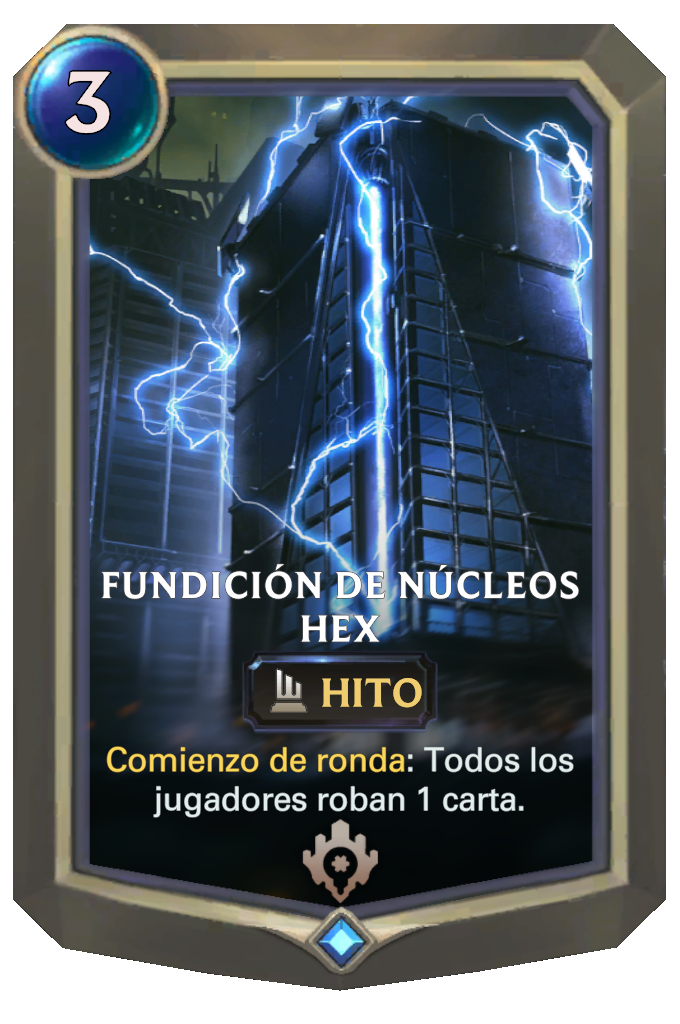 3
FUNDICIÓN DE NÚCLEOS
HEX
HITO
Comienzo de ronda: Todos los
jugadores roban 1 carta.